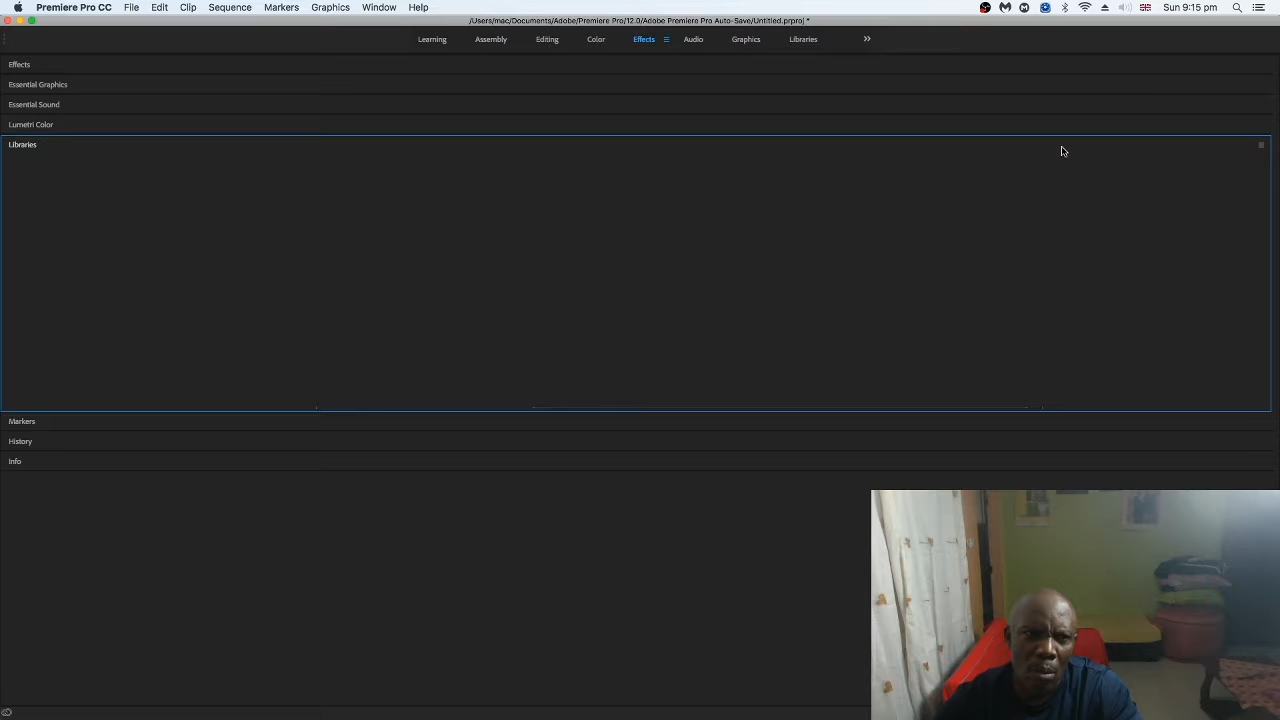 Premiere Pro CC File Edit Clip Sequence Markers Graphics Window Help Sun 9:15 pm
/Users/mac/Documents/Adobe/Premiere Pro/12.0/Adobe Premiere Pro Auto-Save/Untitled.prproj *
Learning Assembly Editing Color Effects Audio Graphics Libraries
Effects
Essential Graphics
Essential Sound
Lumetri Color
Libraries
Markers
History
Info